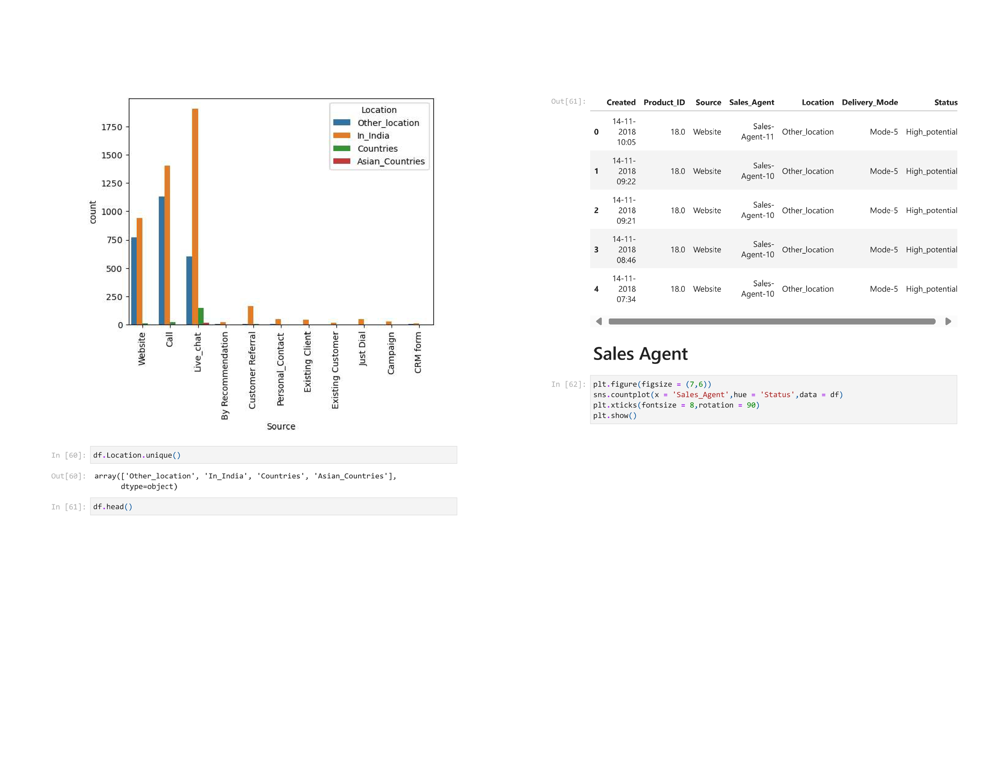 Location
Other_location
In_India
Countries
Asian_Countries
1750
1500
1250
1000
750
500
250
0
count
Website
Call
Live_chat
By Recommendation
Customer Referral
Personal_Contact
Existing Client
Existing Customer
Just Dial
Campaign
CRM form
Source
In [60]: df.Location.unique()
Out[60]: array(['Other_location', 'In_India', 'Countries', 'Asian_Countries'],
dtype=object)
In [61]: df.head()
Out[61]: Created Product_ID Source Sales_Agent Location Delivery_Mode Status
0 14-11-2018 10:05 18.0 Website Sales-Agent-11 Other_location Mode-5 High_potential
1 14-11-2018 09:22 18.0 Website Sales-Agent-10 Other_location Mode-5 High_potential
2 14-11-2018 09:21 18.0 Website Sales-Agent-10 Other_location Mode-5 High_potential
3 14-11-2018 08:46 18.0 Website Sales-Agent-10 Other_location Mode-5 High_potential
4 14-11-2018 07:34 18.0 Website Sales-Agent-10 Other_location Mode-5 High_potential
Sales Agent
In [62]: plt.figure(figsize = (7,6))
sns.countplot(x = 'Sales_Agent',hue = 'Status',data = df)
plt.xticks(fontsize = 8,rotation = 90)
plt.show()